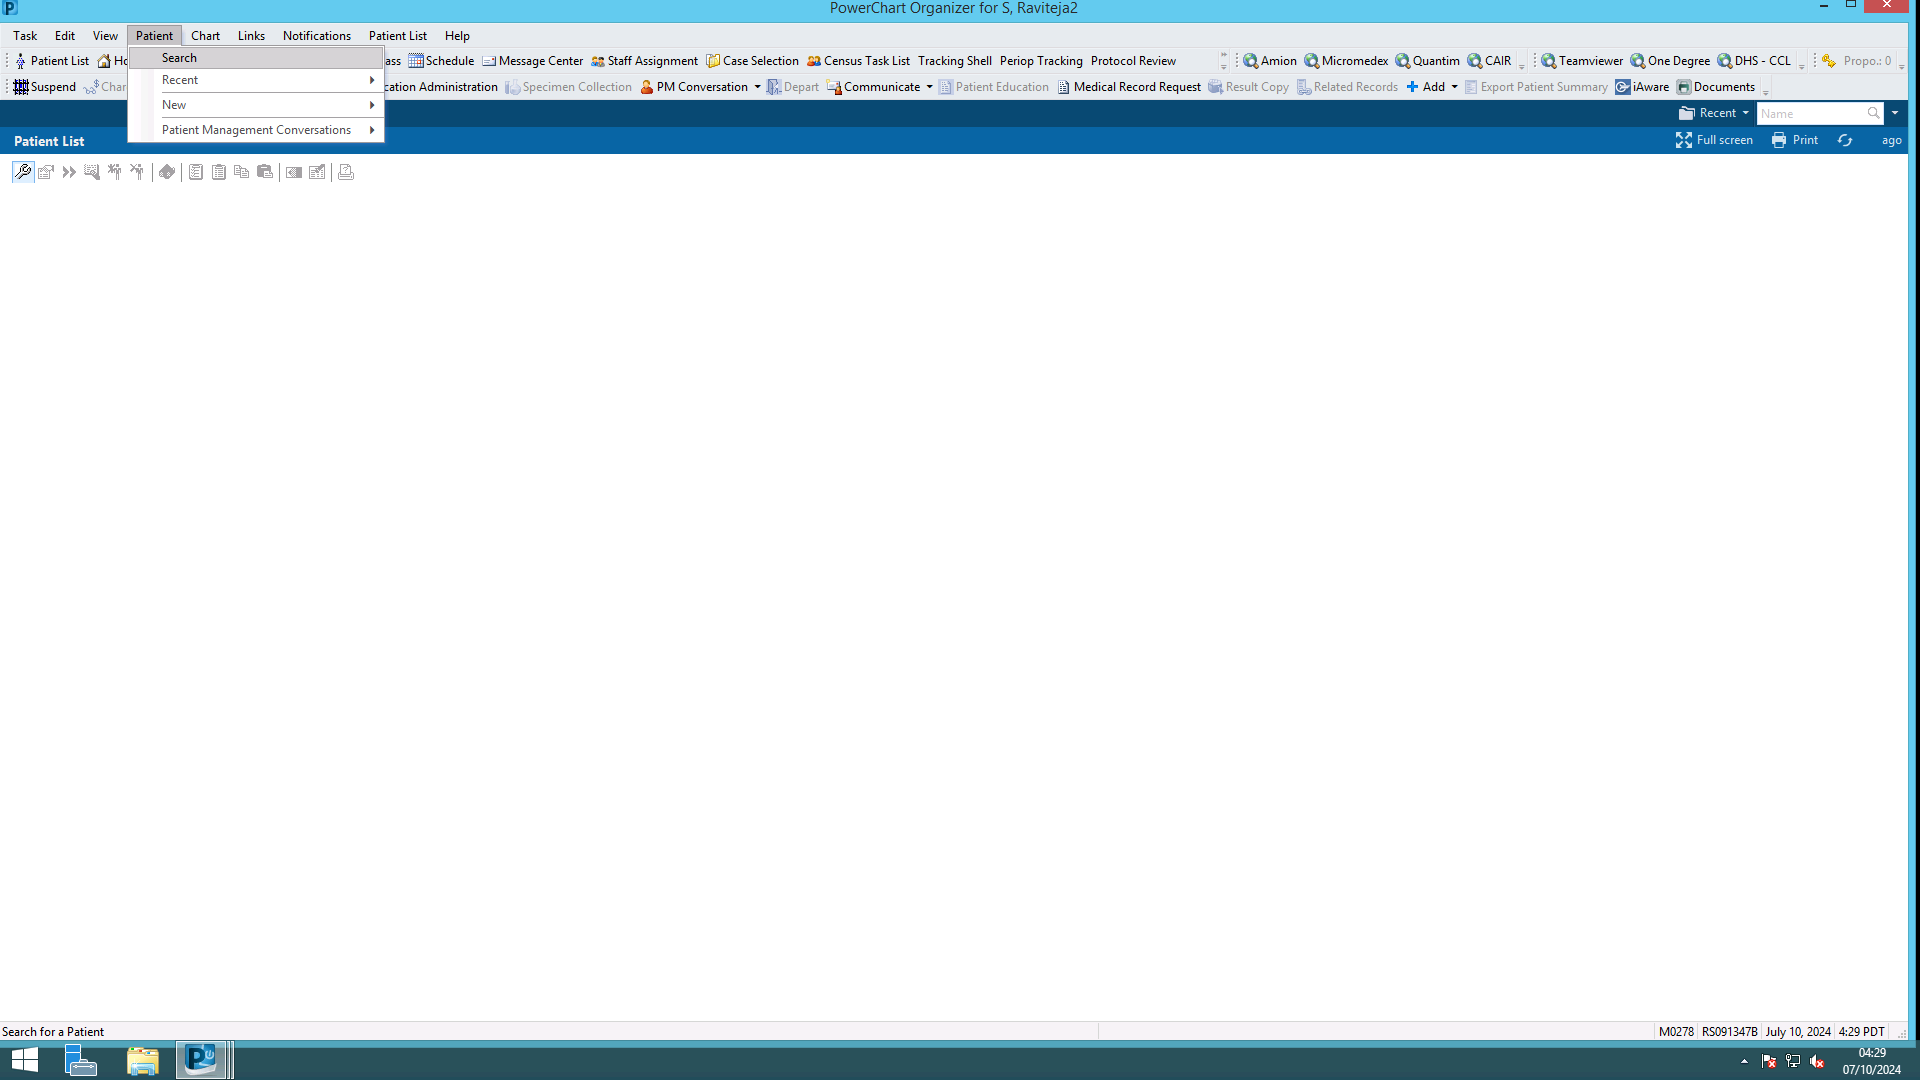 PowerChart Organizer for S, Raviteja2
Task Edit View Patient Chart Links Notifications Patient List Help
Search
Recent
New
Patient Management Conversations
Patient List Ho ass Schedule Message Center Staff Assignment Case Selection Census Task List Tracking Shell Periop Tracking Protocol Review Amion Micromedex Quantim CAIR Teamviewer One Degree DHS - CCL Propo.: 0
Suspend Char cation Administration Specimen Collection PM Conversation Depart Communicate Patient Education Medical Record Request Result Copy Related Records Add Export Patient Summary iAware Documents
Recent Name
Patient List Full screen Print ago
Search for a Patient M0278 RS091347B July 10, 2024 4:29 PDT
04:29
07/10/2024